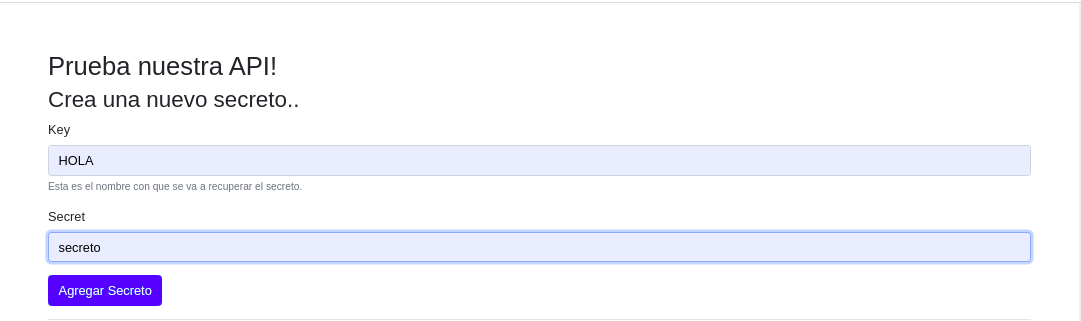 Prueba nuestra API!
Crea una nuevo secreto..
Key
HOLA
Esta es el nombre con que se va a recuperar el secreto.
Secret
secreto
Agregar Secreto